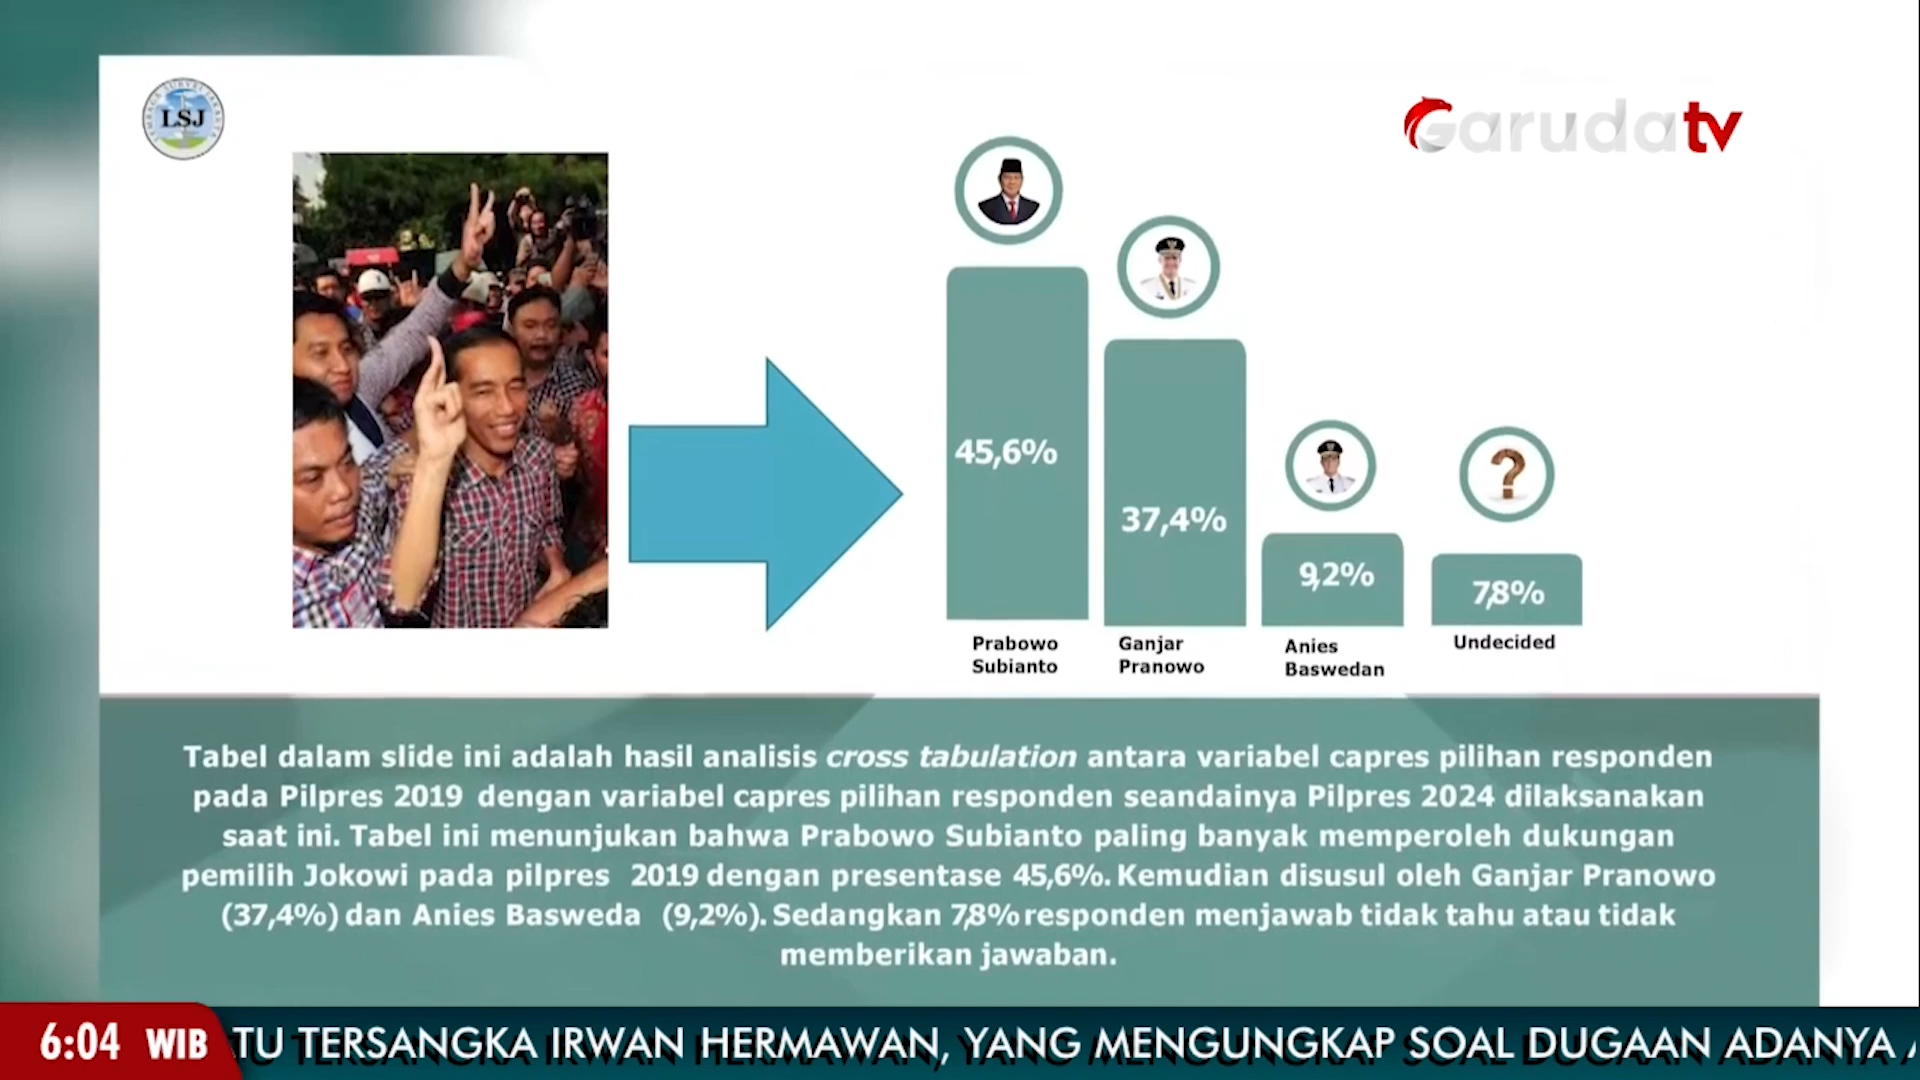 LEMBAGA SURVEI JAKARTA
LSJ
Garuda tv
45,6%
37,4%
9,2%
7,8%
Prabowo
Subianto
Ganjar
Pranowo
Anies
Baswedan
Undecided
Tabel dalam slide ini adalah hasil analisis cross tabulation antara variabel capres pilihan responden
pada Pilpres 2019 dengan variabel capres pilihan responden seandainya Pilpres 2024 dilaksanakan
saat ini. Tabel ini menunjukan bahwa Prabowo Subianto paling banyak memperoleh dukungan
pemilih Jokowi pada pilpres 2019 dengan presentase 45,6%. Kemudian disusul oleh Ganjar Pranowo
(37,4%) dan Anies Basweda (9,2%). Sedangkan 7,8% responden menjawab tidak tahu atau tidak
memberikan jawaban.
6:04 WIB
TU TERSANGKA IRWAN HERMAWAN, YANG MENGUNGKAP SOAL DUGAAN ADANYA